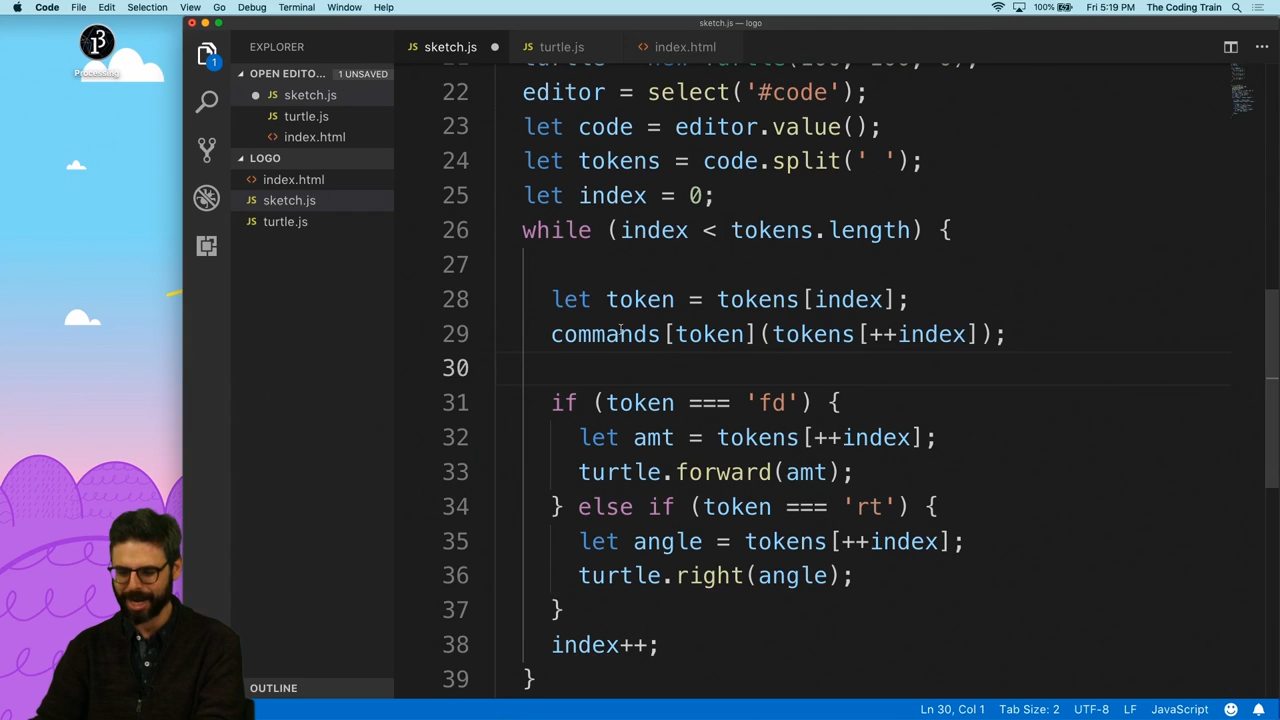 Code File Edit Selection View Go Debug Terminal Window Help 100% Fri 5:19 PM The Coding Train
sketch.js — logo
Processing
EXPLORER
sketch.js turtle.js index.html
OPEN EDITO... 1 UNSAVED
JS sketch.js
JS turtle.js
<> index.html
LOGO
<> index.html
JS sketch.js
JS turtle.js
OUTLINE
1
22 editor = select('#code');
23 let code = editor.value();
24 let tokens = code.split(' ');
25 let index = 0;
26 while (index < tokens.length) {
27
28 let token = tokens[index];
29 commands[token](tokens[++index]);
30
31 if (token === 'fd') {
32 let amt = tokens[++index];
33 turtle.forward(amt);
34 } else if (token === 'rt') {
35 let angle = tokens[++index];
36 turtle.right(angle);
37 }
38 index++;
39 }
Ln 30, Col 1 Tab Size: 2 UTF-8 LF JavaScript